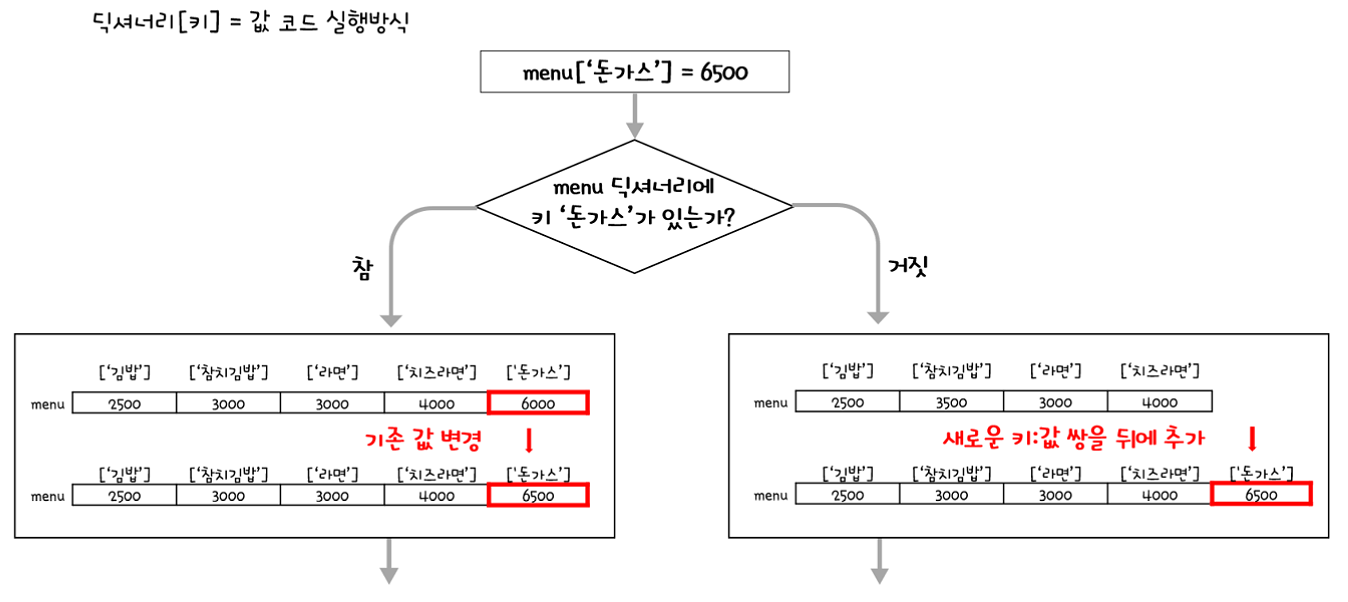 딕셔너리[키] = 값 코드 실행방식
menu[‘돈가스’] = 6500
menu 딕셔너리에
키 ‘돈가스’가 있는가?
참
거짓
[‘김밥’] [‘참치김밥’] [‘라면’] [‘치즈라면’] [‘돈가스’]
menu 2500 3000 3000 4000 6000
기존 값 변경
[‘김밥’] [‘참치김밥’] [‘라면’] [‘치즈라면’] [‘돈가스’]
menu 2500 3000 3000 4000 6500
[‘김밥’] [‘참치김밥’] [‘라면’] [‘치즈라면’]
menu 2500 3500 3000 4000
새로운 키:값 쌍을 뒤에 추가
[‘김밥’] [‘참치김밥’] [‘라면’] [‘치즈라면’] [‘돈가스’]
menu 2500 3000 3000 4000 6500